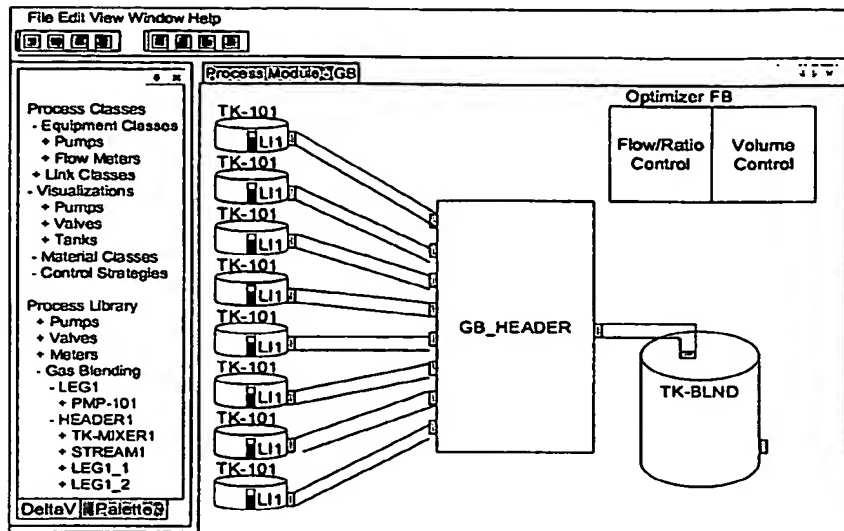 File Edit View Window Help
Process Module-GB
Process Classes
- Equipment Classes
+ Pumps
+ Flow Meters
+ Link Classes
- Visualizations
+ Pumps
+ Valves
+ Tanks
- Material Classes
- Control Strategies
Process Library
+ Pumps
+ Valves
+ Meters
- Gas Blending
- LEG1
+ PMP-101
- HEADER1
+ TK-MIXER1
+ STREAM1
+ LEG1_1
+ LEG1_2
DeltaV Palette
TK-101
LI1
TK-101
LI1
TK-101
LI1
TK-101
LI1
TK-101
LI1
TK-101
LI1
TK-101
LI1
TK-101
LI1
GB_HEADER
Optimizer FB
Flow/Ratio
Control
Volume
Control
TK-BLND